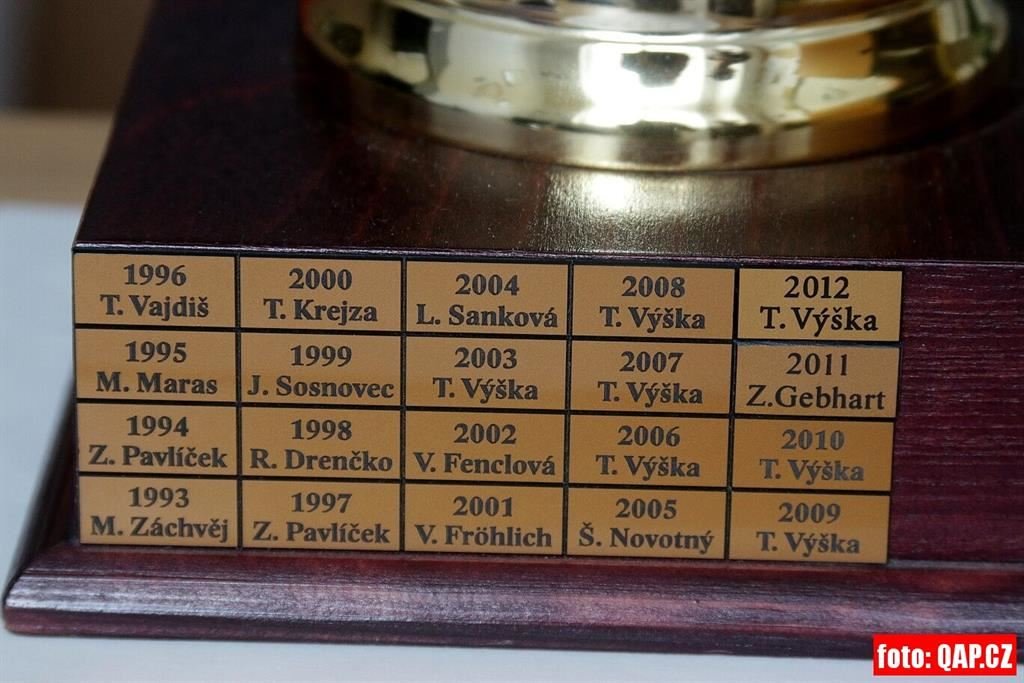 1996
T. Vajdiš
2000
T. Krejza
2004
L. Sanková
2008
T. Výška
2012
T. Výška
1995
M. Maras
1999
J. Sosnovec
2003
T. Výška
2007
T. Výška
2011
Z.Gebhart
1994
Z. Pavlíček
1998
R. Drenčko
2002
V. Fenclová
2006
T. Výška
2010
T. Výška
1993
M. Záchvěj
1997
Z. Pavlíček
2001
V. Fröhlich
2005
Š. Novotný
2009
T. Výška
foto: QAP.CZ